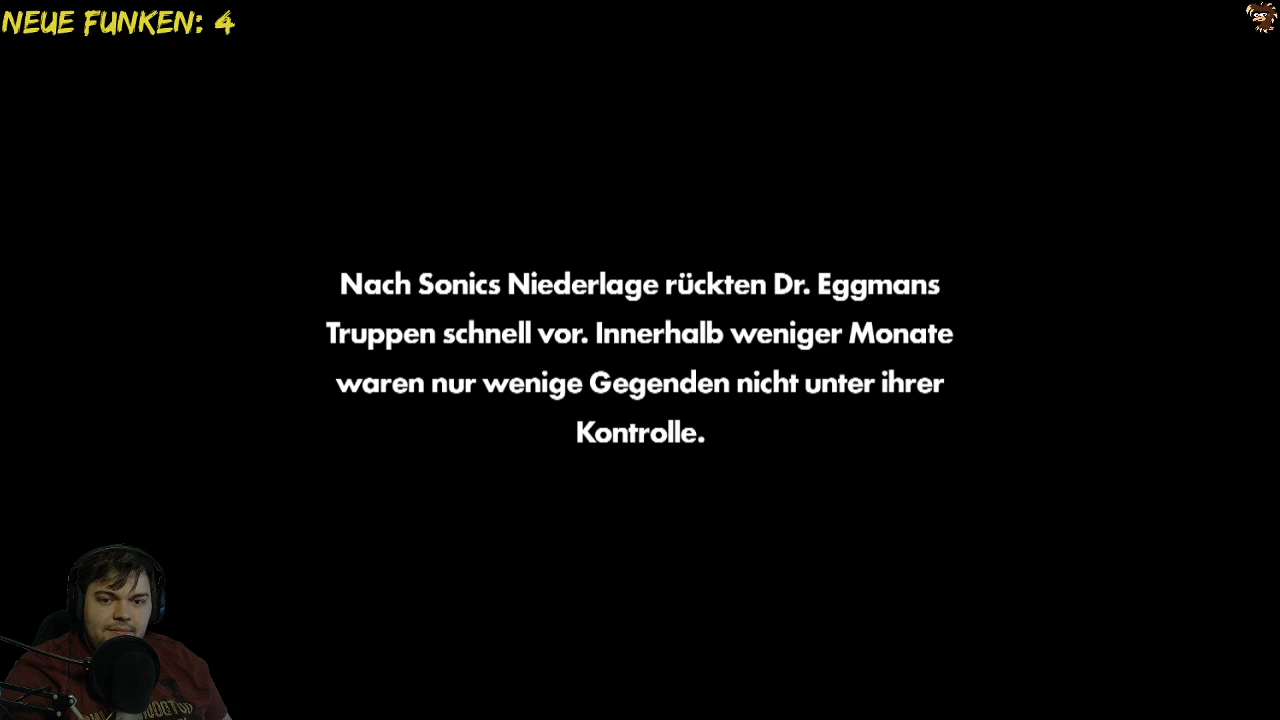 NEUE FUNKEN: 4
Nach Sonics Niederlage rückten Dr. Eggmans
Truppen schnell vor. Innerhalb weniger Monate
waren nur wenige Gegenden nicht unter ihrer
Kontrolle.